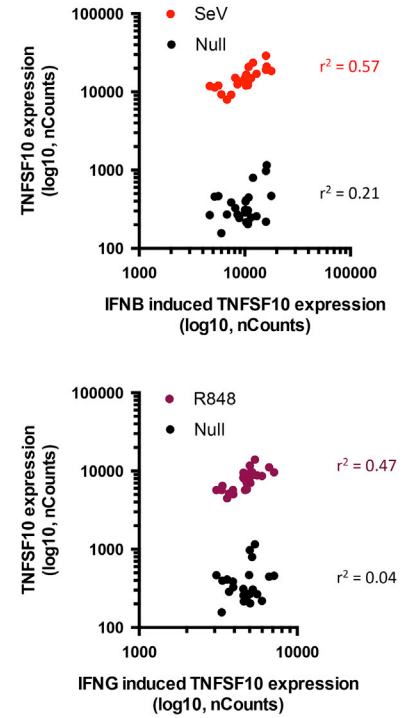 SeV
Null
100000
10000
1000
100
TNFSF10 expression
(log10, nCounts)
r² = 0.57
r² = 0.21
1000
10000
100000
IFNB induced TNFSF10 expression
(log10, nCounts)
R848
Null
100000
10000
1000
100
TNFSF10 expression
(log10, nCounts)
r² = 0.47
r² = 0.04
1000
10000
IFNG induced TNFSF10 expression
(log10, nCounts)